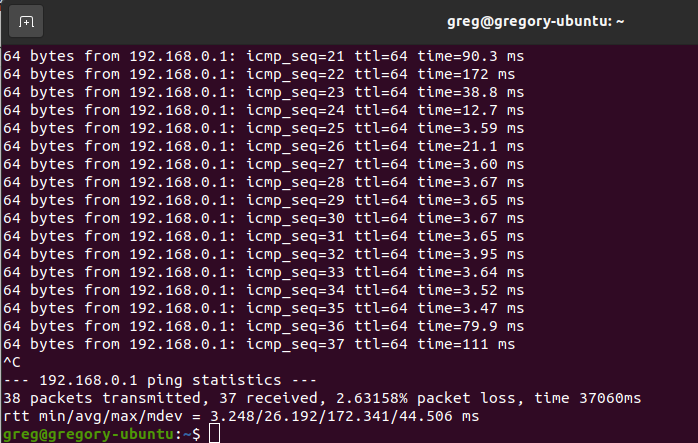 greg@gregory-ubuntu: ~
64 bytes from 192.168.0.1: icmp_seq=21 ttl=64 time=90.3 ms
64 bytes from 192.168.0.1: icmp_seq=22 ttl=64 time=172 ms
64 bytes from 192.168.0.1: icmp_seq=23 ttl=64 time=38.8 ms
64 bytes from 192.168.0.1: icmp_seq=24 ttl=64 time=12.7 ms
64 bytes from 192.168.0.1: icmp_seq=25 ttl=64 time=3.59 ms
64 bytes from 192.168.0.1: icmp_seq=26 ttl=64 time=21.1 ms
64 bytes from 192.168.0.1: icmp_seq=27 ttl=64 time=3.60 ms
64 bytes from 192.168.0.1: icmp_seq=28 ttl=64 time=3.67 ms
64 bytes from 192.168.0.1: icmp_seq=29 ttl=64 time=3.65 ms
64 bytes from 192.168.0.1: icmp_seq=30 ttl=64 time=3.67 ms
64 bytes from 192.168.0.1: icmp_seq=31 ttl=64 time=3.65 ms
64 bytes from 192.168.0.1: icmp_seq=32 ttl=64 time=3.95 ms
64 bytes from 192.168.0.1: icmp_seq=33 ttl=64 time=3.64 ms
64 bytes from 192.168.0.1: icmp_seq=34 ttl=64 time=3.52 ms
64 bytes from 192.168.0.1: icmp_seq=35 ttl=64 time=3.47 ms
64 bytes from 192.168.0.1: icmp_seq=36 ttl=64 time=79.9 ms
64 bytes from 192.168.0.1: icmp_seq=37 ttl=64 time=111 ms
^C
--- 192.168.0.1 ping statistics ---
38 packets transmitted, 37 received, 2.63158% packet loss, time 37060ms
rtt min/avg/max/mdev = 3.248/26.192/172.341/44.506 ms
greg@gregory-ubuntu:~$